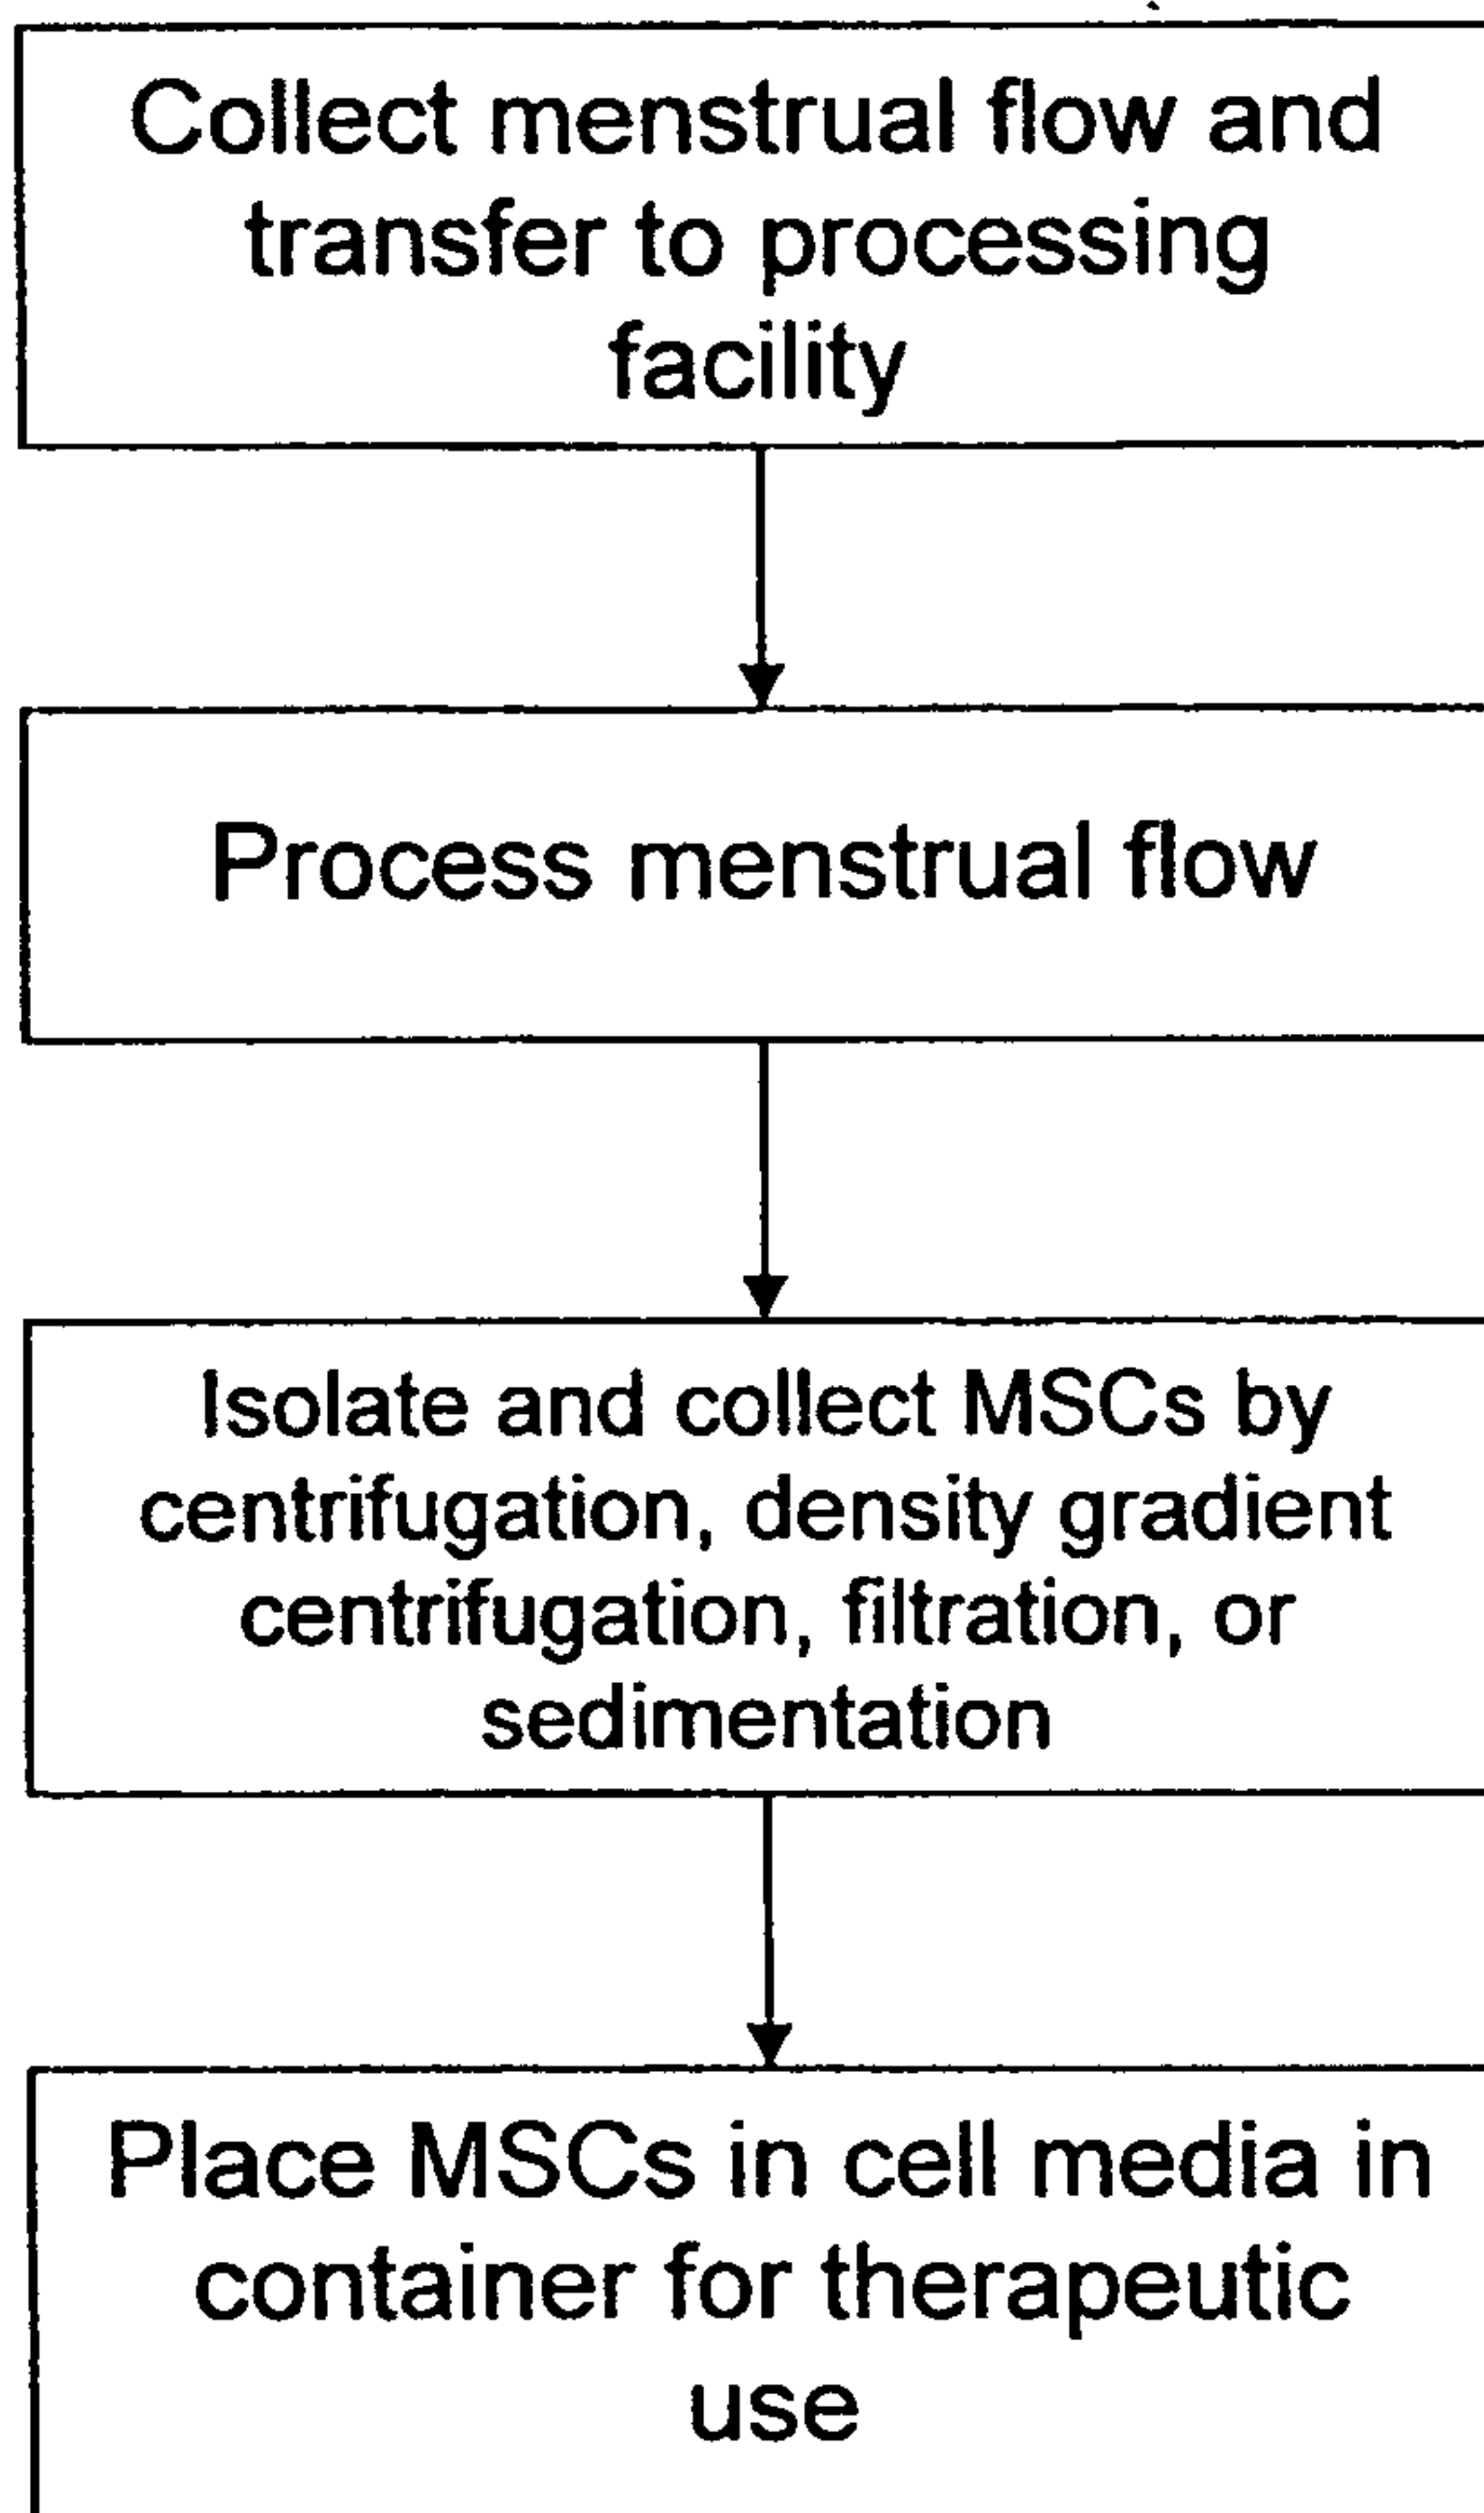 Collect menstrual flow and
transfer to processing
facility
Process menstrual flow
Isolate and collect MSCs by
centrifugation, density gradient
centrifugation, filtration, or
sedimentation
Place MSCs in cell media in
container for therapeutic
use